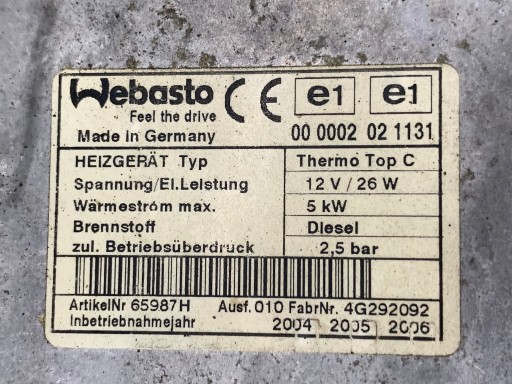 Webasto CE e1 e1
Feel the drive
Made in Germany 00 0002 02 1131
HEIZGERÄT Typ Thermo Top C
Spannung/El.Leistung 12 V / 26 W
Wärmestrom max. 5 kW
Brennstoff Diesel
zul. Betriebsüberdruck 2,5 bar
ArtikelNr 65987H Ausf. 010 FabrNr. 4G292092
Inbetriebnahmejahr 2004 2005 2006